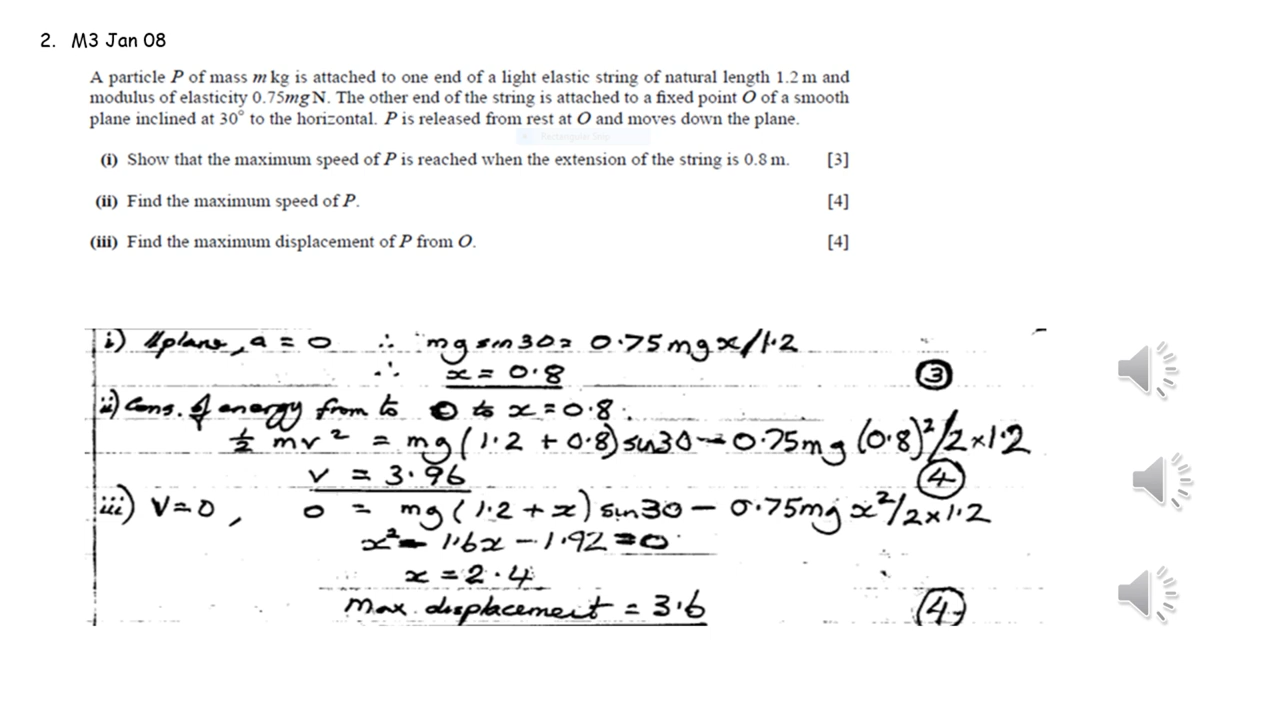 2. M3 Jan 08
A particle P of mass m kg is attached to one end of a light elastic string of natural length 1.2 m and
modulus of elasticity 0.75mg N. The other end of the string is attached to a fixed point O of a smooth
plane inclined at 30° to the horizontal. P is released from rest at O and moves down the plane.
Rectangular Snip
(i) Show that the maximum speed of P is reached when the extension of the string is 0.8 m. [3]
(ii) Find the maximum speed of P. [4]
(iii) Find the maximum displacement of P from O. [4]
i) //plane, a = 0 ∴ mg sin 30 = 0.75mgx/1.2
∴ x = 0.8 ③
ii) Cons. of energy from to O to x = 0.8.
½ mv² = mg(1.2 + 0.8) sin30 - 0.75mg (0.8)²/2×1.2
v = 3.96 ④
iii) V=0, 0 = mg(1.2 + x) sin30 - 0.75mg x²/2×1.2
x² - 1.6x - 1.92 = 0
x = 2.4
Max. displacement = 3.6 ④